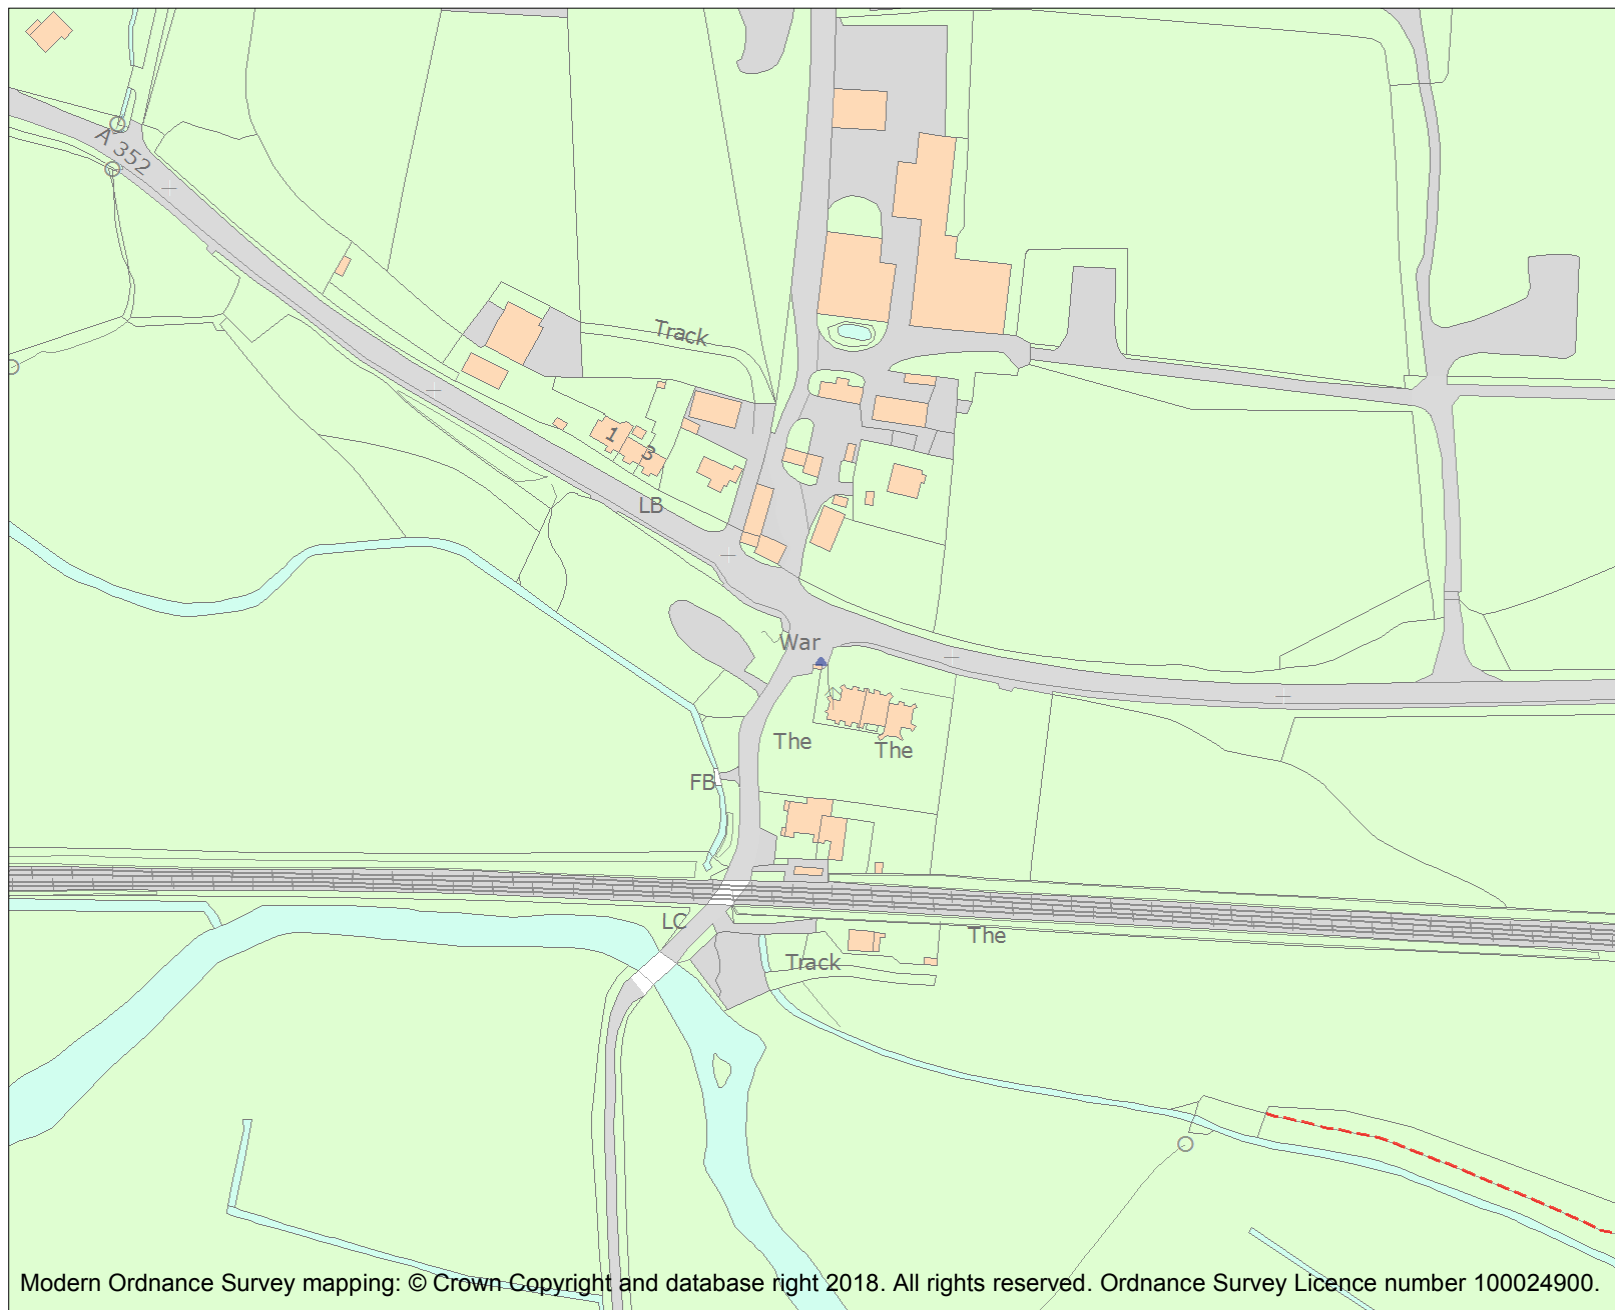 A 352
Track
1
3
LB
War
The
The
FB
LC
The
Track
Modern Ordnance Survey mapping: © Crown Copyright and database right 2018. All rights reserved. Ordnance Survey Licence number 100024900.